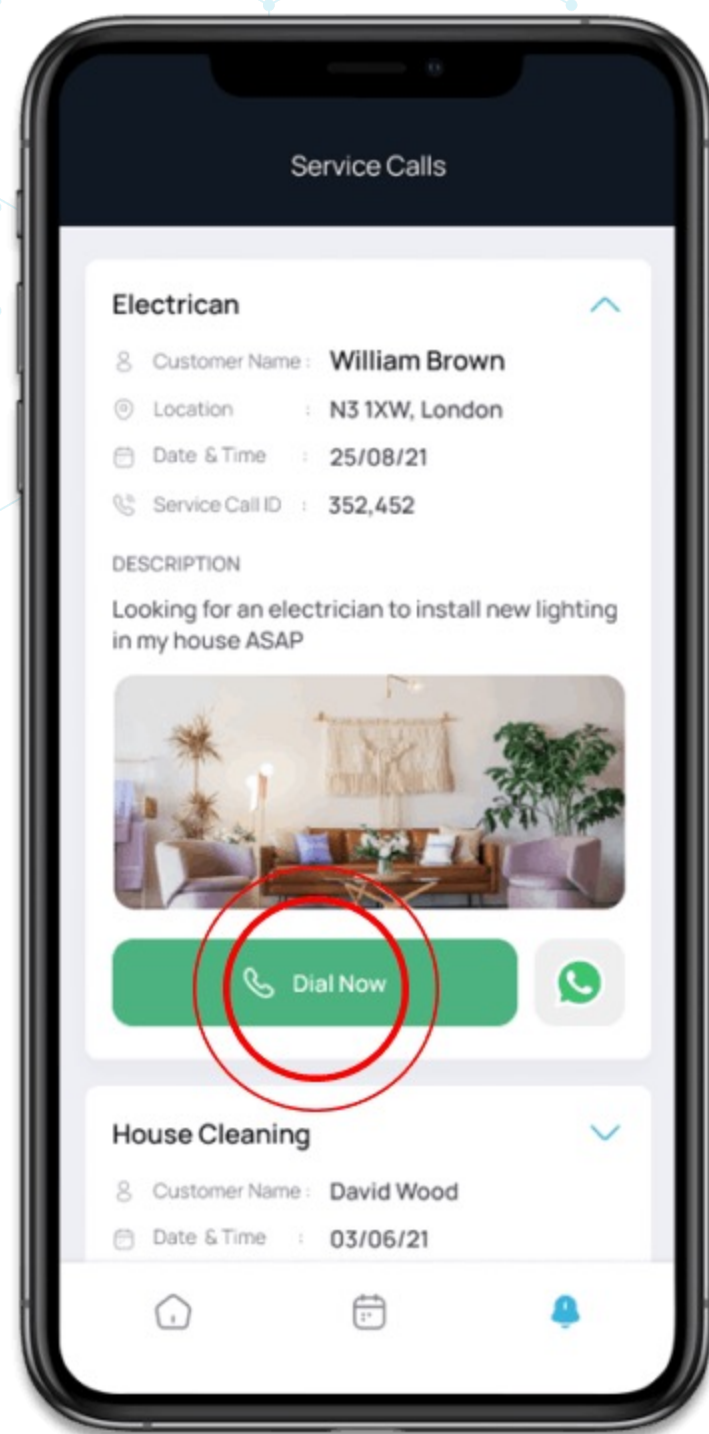 Service Calls
Electrican
Customer Name : William Brown
Location : N3 1XW, London
Date & Time : 25/08/21
Service Call ID : 352,452
DESCRIPTION
Looking for an electrician to install new lighting
in my house ASAP
Dial Now
House Cleaning
Customer Name : David Wood
Date & Time : 03/06/21